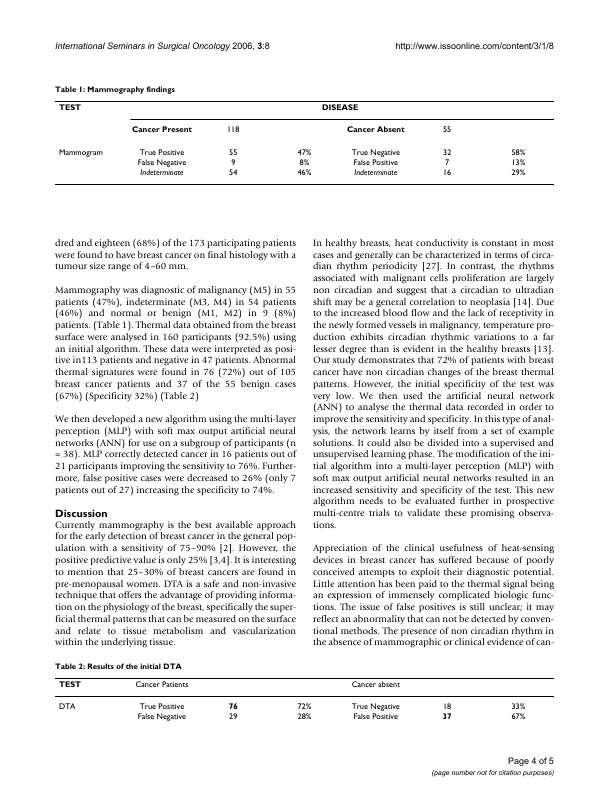 International Seminars in Surgical Oncology 2006, 3:8 http://www.issoonline.com/content/3/1/8
Table 1: Mammography findings
TEST DISEASE
Cancer Present 118 Cancer Absent 55
Mammogram True Positive 55 47% True Negative 32 58%
False Negative 9 8% False Positive 7 13%
Indeterminate 54 46% Indeterminate 16 29%
dred and eighteen (68%) of the 173 participating patients
were found to have breast cancer on final histology with a
tumour size range of 4–60 mm.
Mammography was diagnostic of malignancy (M5) in 55
patients (47%), indeterminate (M3, M4) in 54 patients
(46%) and normal or benign (M1, M2) in 9 (8%)
patients. (Table 1). Thermal data obtained from the breast
surface were analysed in 160 participants (92.5%) using
an initial algorithm. These data were interpreted as posi-
tive in113 patients and negative in 47 patients. Abnormal
thermal signatures were found in 76 (72%) out of 105
breast cancer patients and 37 of the 55 benign cases
(67%) (Specificity 32%) (Table 2)
We then developed a new algorithm using the multi-layer
perception (MLP) with soft max output artificial neural
networks (ANN) for use on a subgroup of participants (n
= 38). MLP correctly detected cancer in 16 patients out of
21 participants improving the sensitivity to 76%. Further-
more, false positive cases were decreased to 26% (only 7
patients out of 27) increasing the specificity to 74%.
Discussion
Currently mammography is the best available approach
for the early detection of breast cancer in the general pop-
ulation with a sensitivity of 75–90% [2]. However, the
positive predictive value is only 25% [3,4]. It is interesting
to mention that 25–30% of breast cancers are found in
pre-menopausal women. DTA is a safe and non-invasive
technique that offers the advantage of providing informa-
tion on the physiology of the breast, specifically the super-
ficial thermal patterns that can be measured on the surface
and relate to tissue metabolism and vascularization
within the underlying tissue.
In healthy breasts, heat conductivity is constant in most
cases and generally can be characterized in terms of circa-
dian rhythm periodicity [27]. In contrast, the rhythms
associated with malignant cells proliferation are largely
non circadian and suggest that a circadian to ultradian
shift may be a general correlation to neoplasia [14]. Due
to the increased blood flow and the lack of receptivity in
the newly formed vessels in malignancy, temperature pro-
duction exhibits circadian rhythmic variations to a far
lesser degree than is evident in the healthy breasts [13].
Our study demonstrates that 72% of patients with breast
cancer have non circadian changes of the breast thermal
patterns. However, the initial specificity of the test was
very low. We then used the artificial neural network
(ANN) to analyse the thermal data recorded in order to
improve the sensitivity and specificity. In this type of anal-
ysis, the network learns by itself from a set of example
solutions. It could also be divided into a supervised and
unsupervised learning phase. The modification of the ini-
tial algorithm into a multi-layer perception (MLP) with
soft max output artificial neural networks resulted in an
increased sensitivity and specificity of the test. This new
algorithm needs to be evaluated further in prospective
multi-centre trials to validate these promising observa-
tions.
Appreciation of the clinical usefulness of heat-sensing
devices in breast cancer has suffered because of poorly
conceived attempts to exploit their diagnostic potential.
Little attention has been paid to the thermal signal being
an expression of immensely complicated biologic func-
tions. The issue of false positives is still unclear; it may
reflect an abnormality that can not be detected by conven-
tional methods. The presence of non circadian rhythm in
the absence of mammographic or clinical evidence of can-
Table 2: Results of the initial DTA
TEST Cancer Patients Cancer absent
DTA True Positive 76 72% True Negative 18 33%
False Negative 29 28% False Positive 37 67%
Page 4 of 5
(page number not for citation purposes)